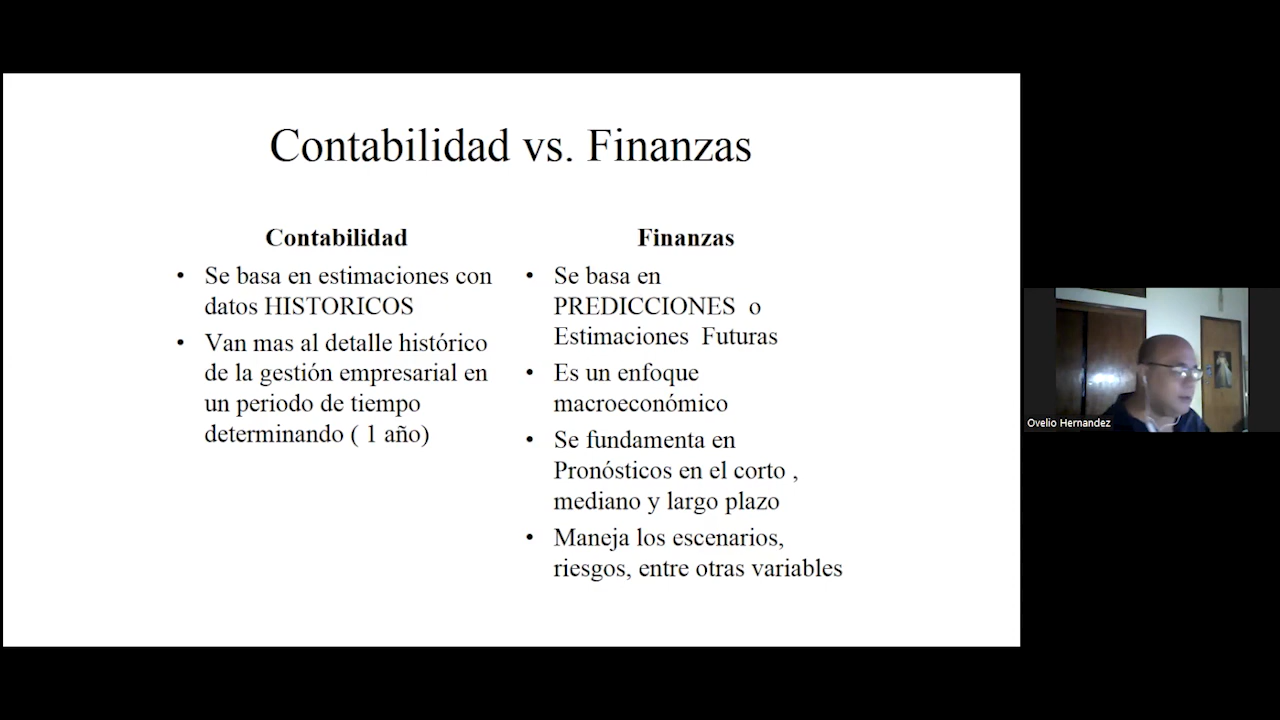 Contabilidad vs. Finanzas
Contabilidad
• Se basa en estimaciones con
datos HISTORICOS
• Van mas al detalle histórico
de la gestión empresarial en
un periodo de tiempo
determinando ( 1 año)
Finanzas
• Se basa en
PREDICCIONES o
Estimaciones Futuras
• Es un enfoque
macroeconómico
• Se fundamenta en
Pronósticos en el corto ,
mediano y largo plazo
• Maneja los escenarios,
riesgos, entre otras variables
Ovelio Hernandez